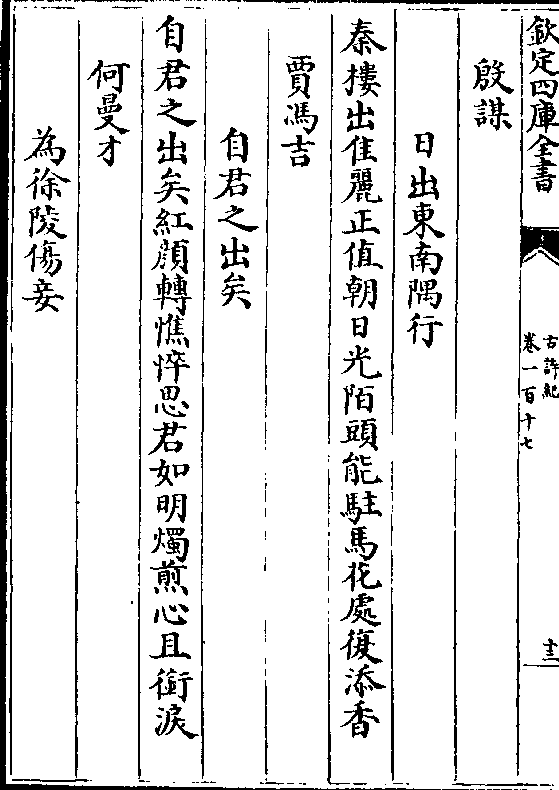 欽定四庫全書
古詩紀
卷一百十七
十三
殷謀
日出東南隅行
秦樓出佳麗正值朝日光陌頭能駐馬花處復添香
賈馮吉
自君之出矣
自君之出矣紅顔轉憔悴思君如明燭煎心且銜淚
何曼才
為徐陵傷妾